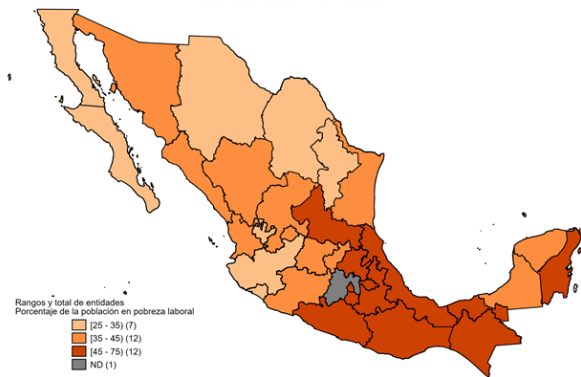 Rangos y total de entidades
Porcentaje de la población en pobreza laboral
[25 - 35) (7)
[35 - 45) (12)
[45 - 75) (12)
ND (1)